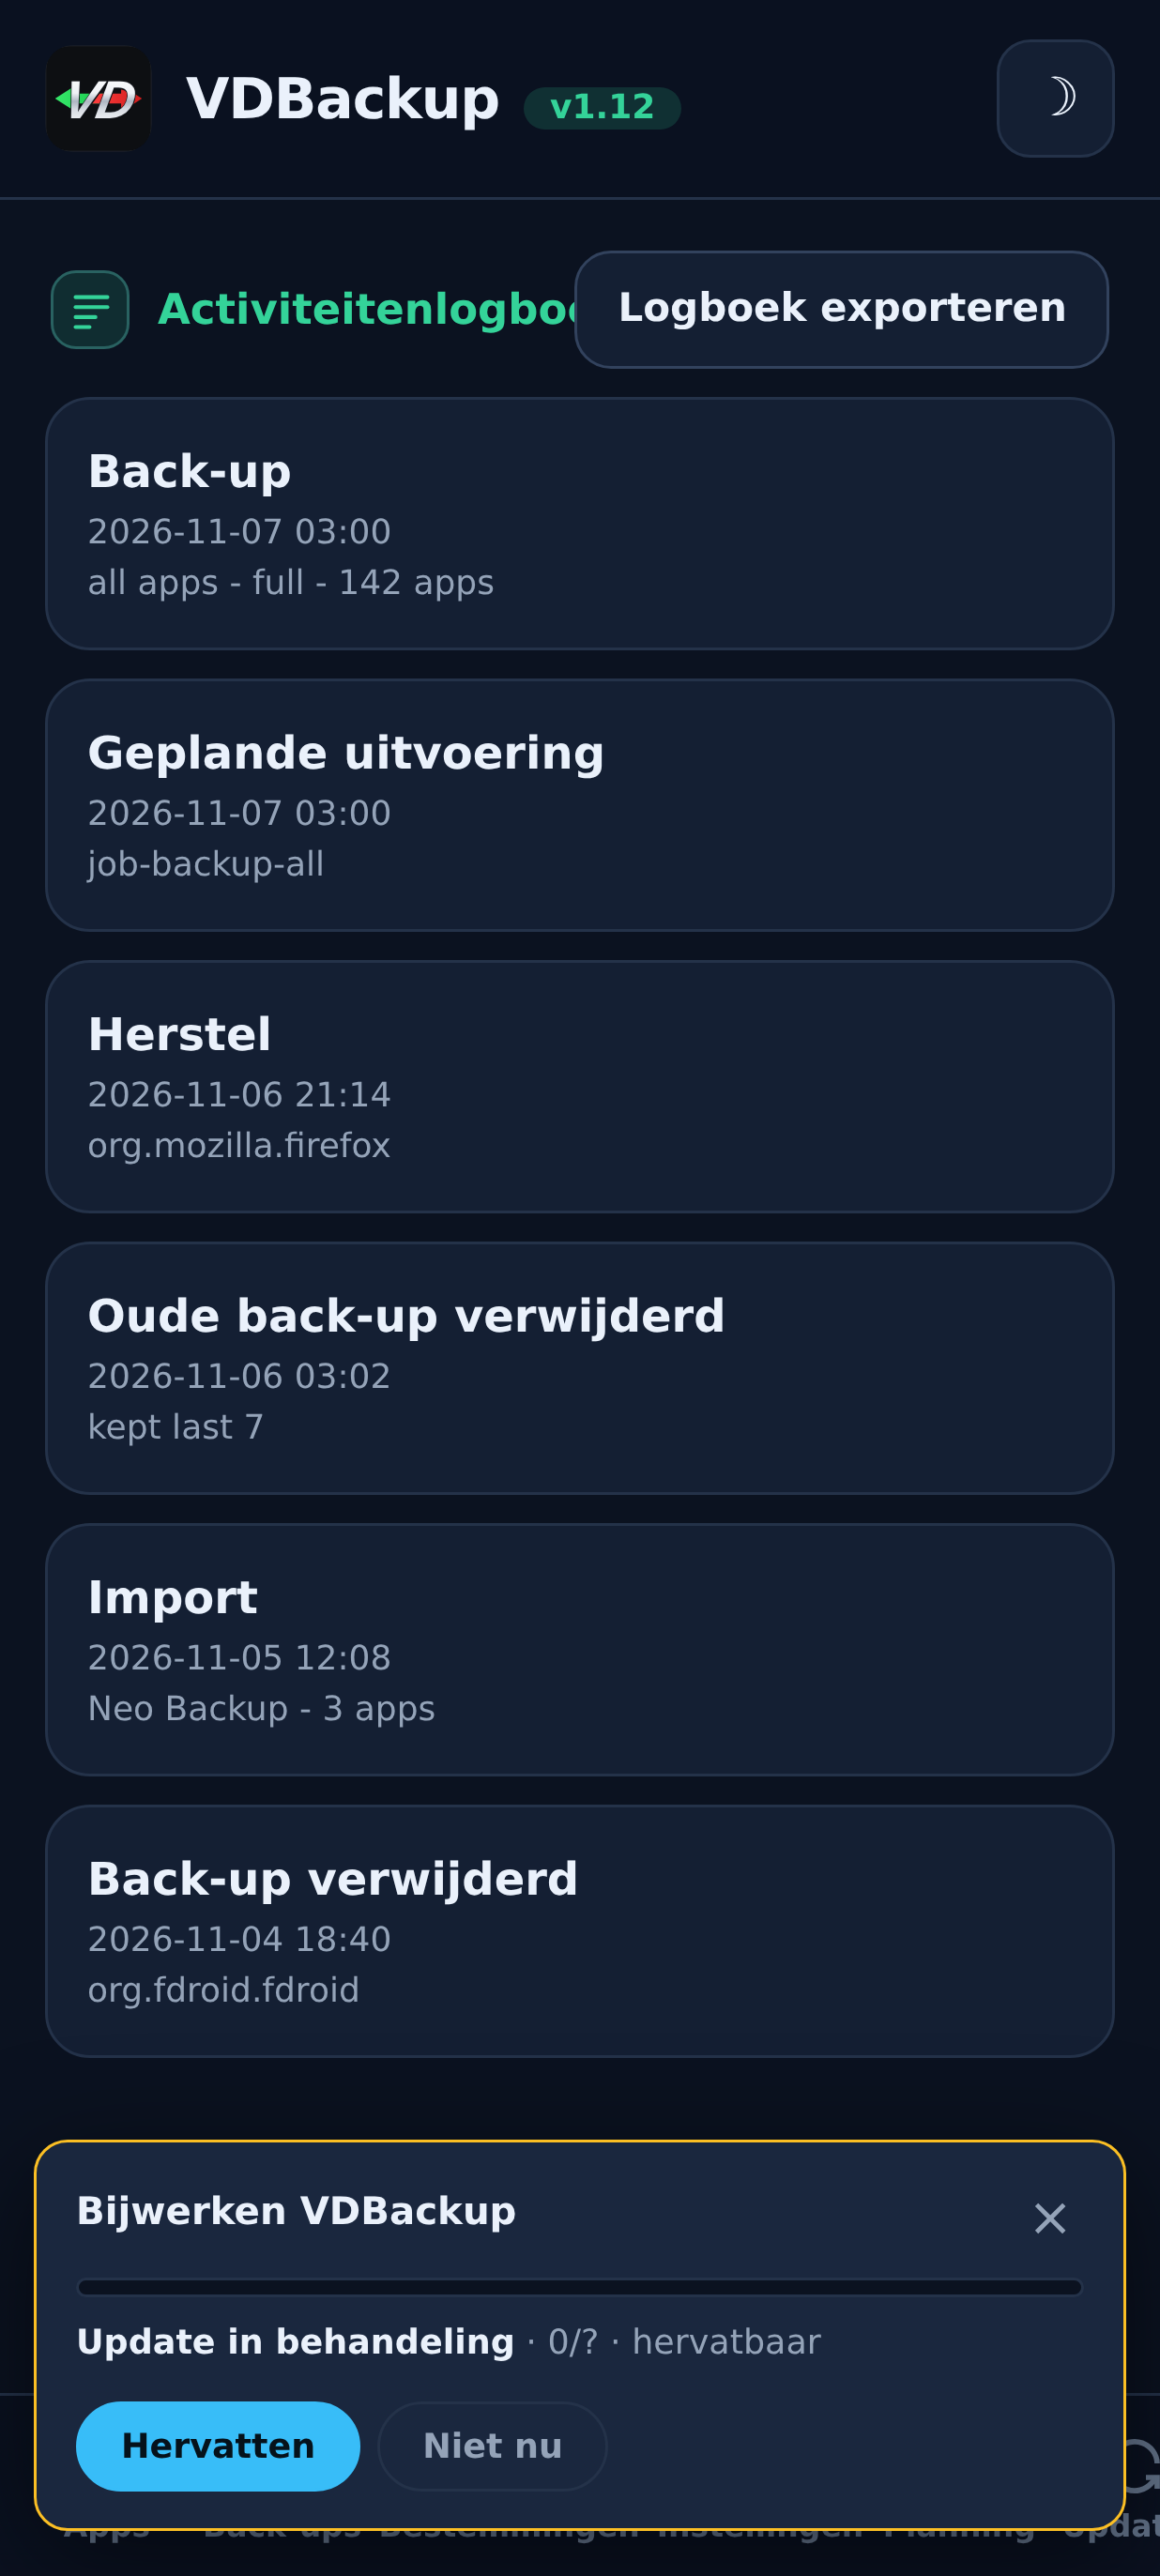 VD
VDBackup v1.12
Logboek exporteren
Back-up
2026-11-07 03:00
all apps - full - 142 apps
Geplande uitvoering
2026-11-07 03:00
job-backup-all
Herstel
2026-11-06 21:14
org.mozilla.firefox
Oude back-up verwijderd
2026-11-06 03:02
kept last 7
Import
2026-11-05 12:08
Neo Backup - 3 apps
Back-up verwijderd
2026-11-04 18:40
org.fdroid.fdroid
Bijwerken VDBackup
Update in behandeling · 0/? · hervatbaar
Hervatten
Niet nu